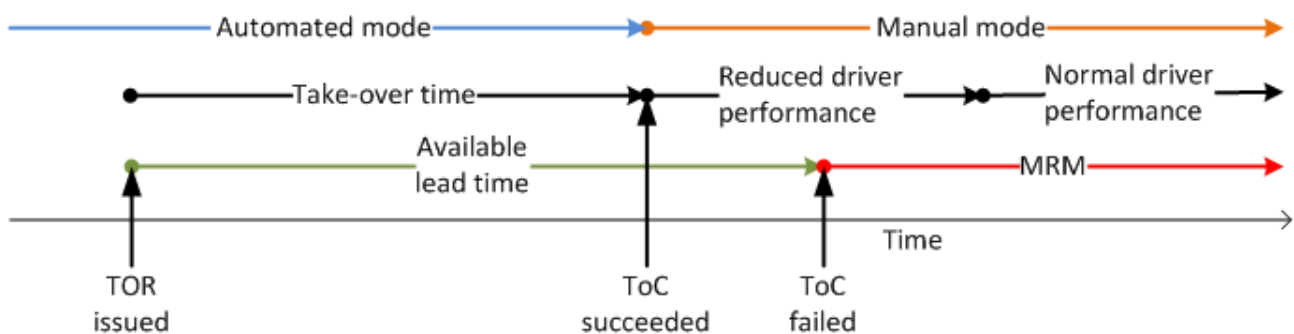 Automated mode
Manual mode
Take-over time
Reduced driver
performance
Normal driver
performance
Available
lead time
MRM
Time
TOR
issued
ToC
succeeded
ToC
failed